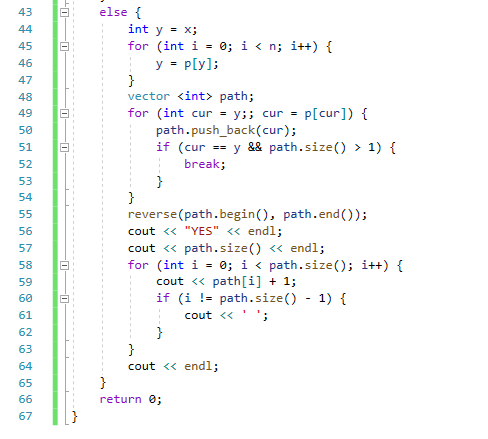 43 else {
44 int y = x;
45 for (int i = 0; i < n; i++) {
46 y = p[y];
47 }
48 vector <int> path;
49 for (int cur = y;; cur = p[cur]) {
50 path.push_back(cur);
51 if (cur == y && path.size() > 1) {
52 break;
53 }
54 }
55 reverse(path.begin(), path.end());
56 cout << "YES" << endl;
57 cout << path.size() << endl;
58 for (int i = 0; i < path.size(); i++) {
59 cout << path[i] + 1;
60 if (i != path.size() - 1) {
61 cout << ' ';
62 }
63 }
64 cout << endl;
65 }
66 return 0;
67 }